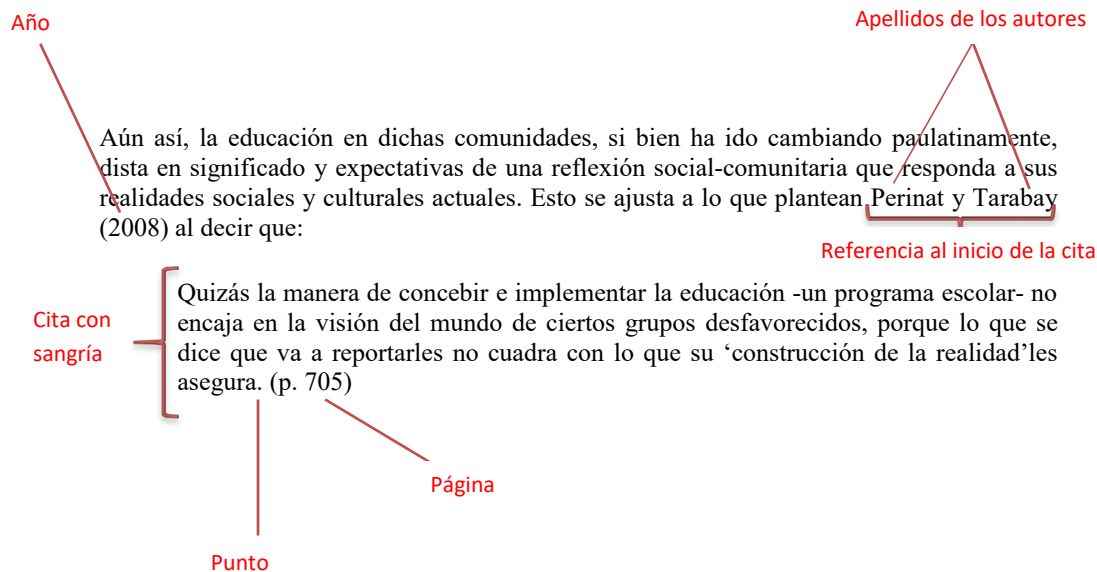 Año
Apellidos de los autores
Aún así, la educación en dichas comunidades, si bien ha ido cambiando paulatinamente,
dista en significado y expectativas de una reflexión social-comunitaria que responda a sus
realidades sociales y culturales actuales. Esto se ajusta a lo que plantean Perinat y Tarabay
(2008) al decir que:
Referencia al inicio de la cita
Cita con
sangría
Quizás la manera de concebir e implementar la educación -un programa escolar- no
encaja en la visión del mundo de ciertos grupos desfavorecidos, porque lo que se
dice que va a reportarles no cuadra con lo que su ‘construcción de la realidad’les
asegura. (p. 705)
Página
Punto